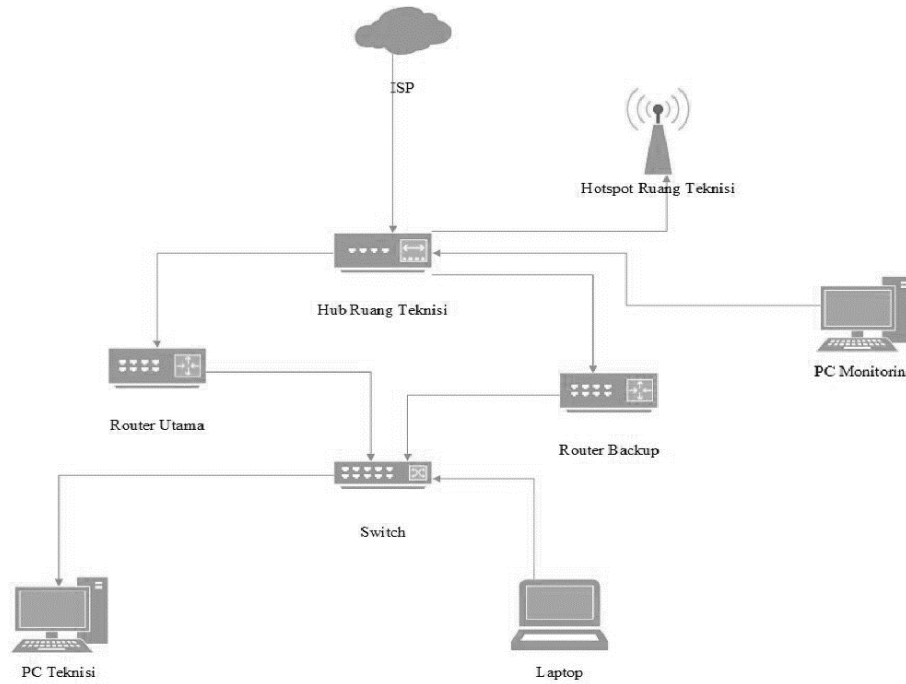 ISP
Hotspot Ruang Teknisi
Hub Ruang Teknisi
PC Monitorin
Router Utama
Router Backup
Switch
PC Teknisi
Laptop